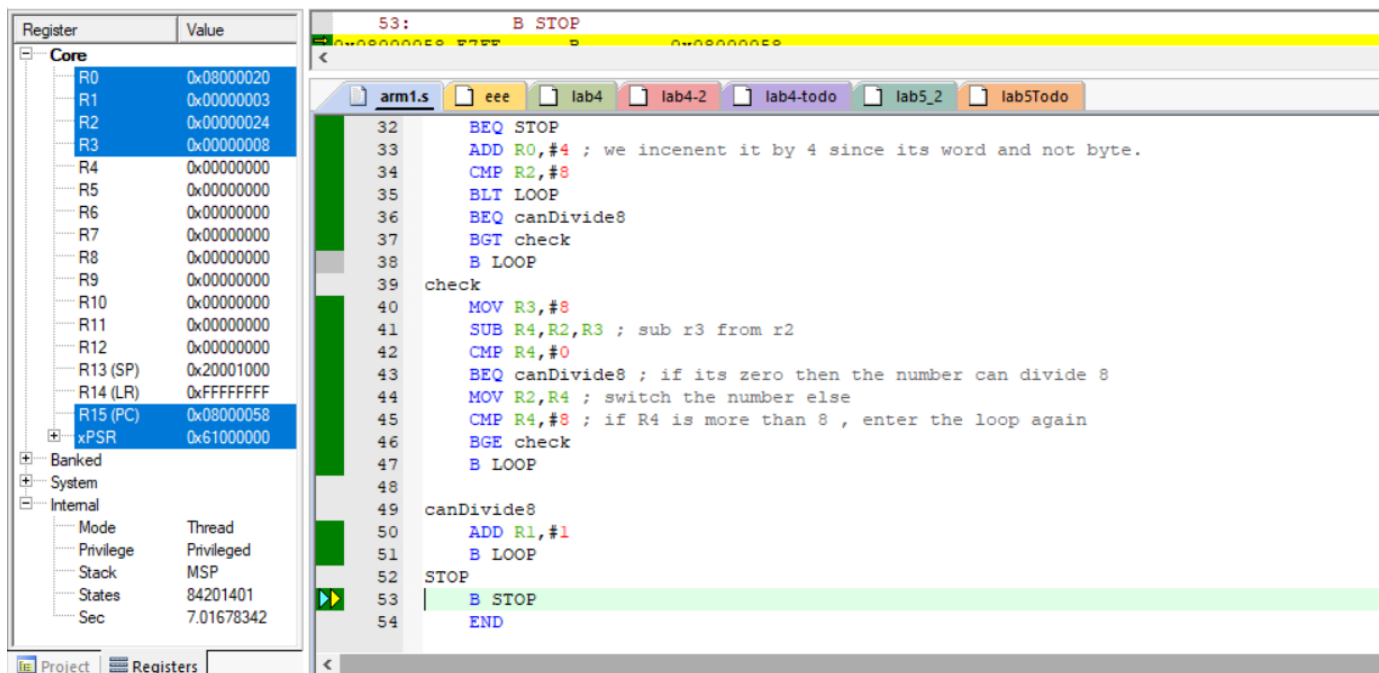 Register Value
Core
R0 0x08000020
R1 0x00000003
R2 0x00000024
R3 0x00000008
R4 0x00000000
R5 0x00000000
R6 0x00000000
R7 0x00000000
R8 0x00000000
R9 0x00000000
R10 0x00000000
R11 0x00000000
R12 0x00000000
R13 (SP) 0x20001000
R14 (LR) 0xFFFFFFFF
R15 (PC) 0x08000058
xPSR 0x61000000
Banked
System
Internal
Mode Thread
Privilege Privileged
Stack MSP
States 84201401
Sec 7.01678342
Project Registers
53: B STOP
0x08000058 E7FE B 0x08000058
arm1.s eee lab4 lab4-2 lab4-todo lab5_2 lab5Todo
32 BEQ STOP
33 ADD R0,#4 ; we incenent it by 4 since its word and not byte.
34 CMP R2,#8
35 BLT LOOP
36 BEQ canDivide8
37 BGT check
38 B LOOP
39 check
40 MOV R3,#8
41 SUB R4,R2,R3 ; sub r3 from r2
42 CMP R4,#0
43 BEQ canDivide8 ; if its zero then the number can divide 8
44 MOV R2,R4 ; switch the number else
45 CMP R4,#8 ; if R4 is more than 8 , enter the loop again
46 BGE check
47 B LOOP
48
49 canDivide8
50 ADD R1,#1
51 B LOOP
52 STOP
53 B STOP
54 END